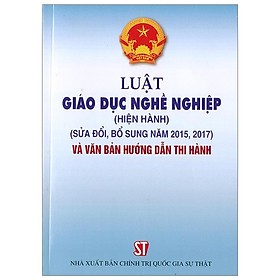 LUẬT
GIÁO DỤC NGHỀ NGHIỆP
(HIỆN HÀNH)
(SỬA ĐỔI, BỔ SUNG NĂM 2015, 2017)
VÀ VĂN BẢN HƯỚNG DẪN THI HÀNH
ST
NHÀ XUẤT BẢN CHÍNH TRỊ QUỐC GIA SỰ THẬT